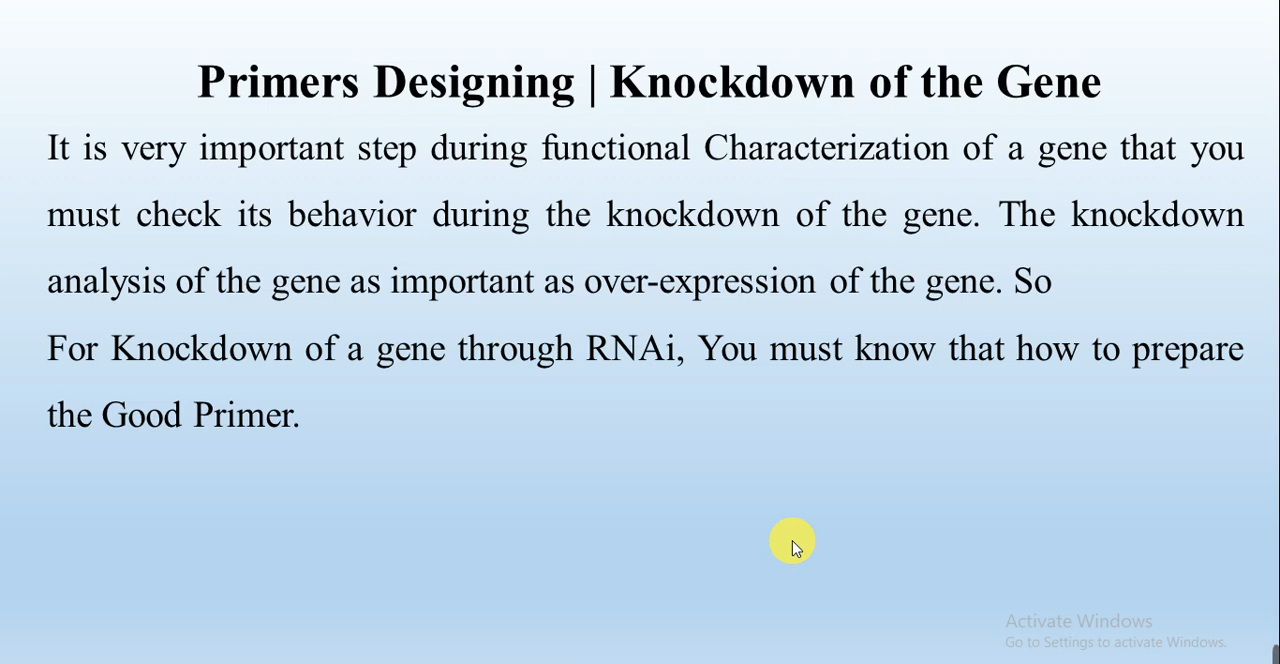 Primers Designing | Knockdown of the Gene
It is very important step during functional Characterization of a gene that you
must check its behavior during the knockdown of the gene. The knockdown
analysis of the gene as important as over-expression of the gene. So
For Knockdown of a gene through RNAi, You must know that how to prepare
the Good Primer.
Activate Windows
Go to Settings to activate Windows.